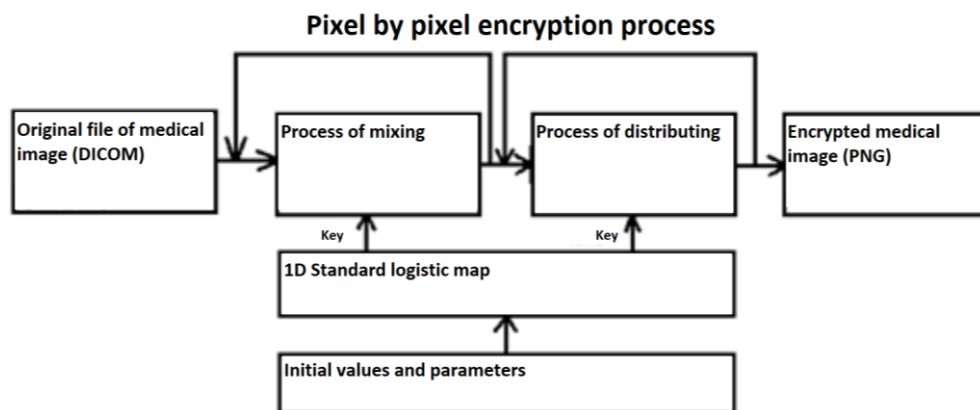 Pixel by pixel encryption process
Original file of medical
image (DICOM)
Process of mixing
Process of distributing
Encrypted medical
image (PNG)
Key
Key
1D Standard logistic map
Initial values and parameters